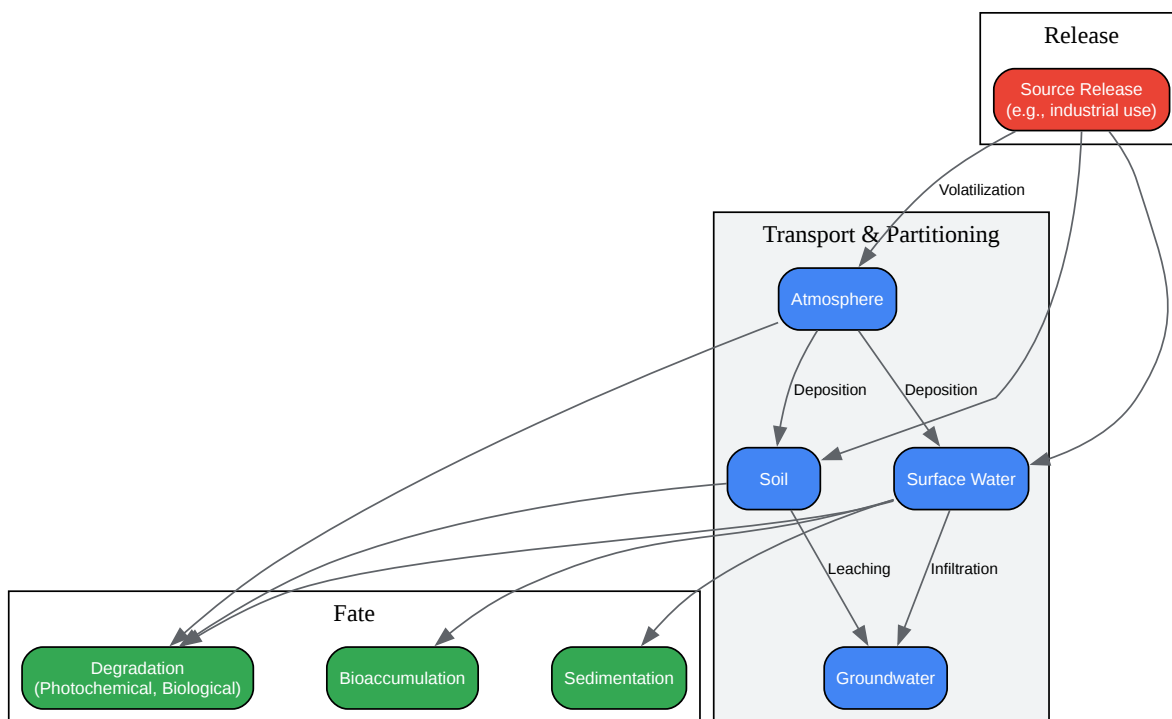 Release
Source Release
(e.g., industrial use)
Volatilization
Transport & Partitioning
Atmosphere
Deposition
Deposition
Soil
Surface Water
Leaching
Infiltration
Fate
Degradation
(Photochemical, Biological)
Bioaccumulation
Sedimentation
Groundwater